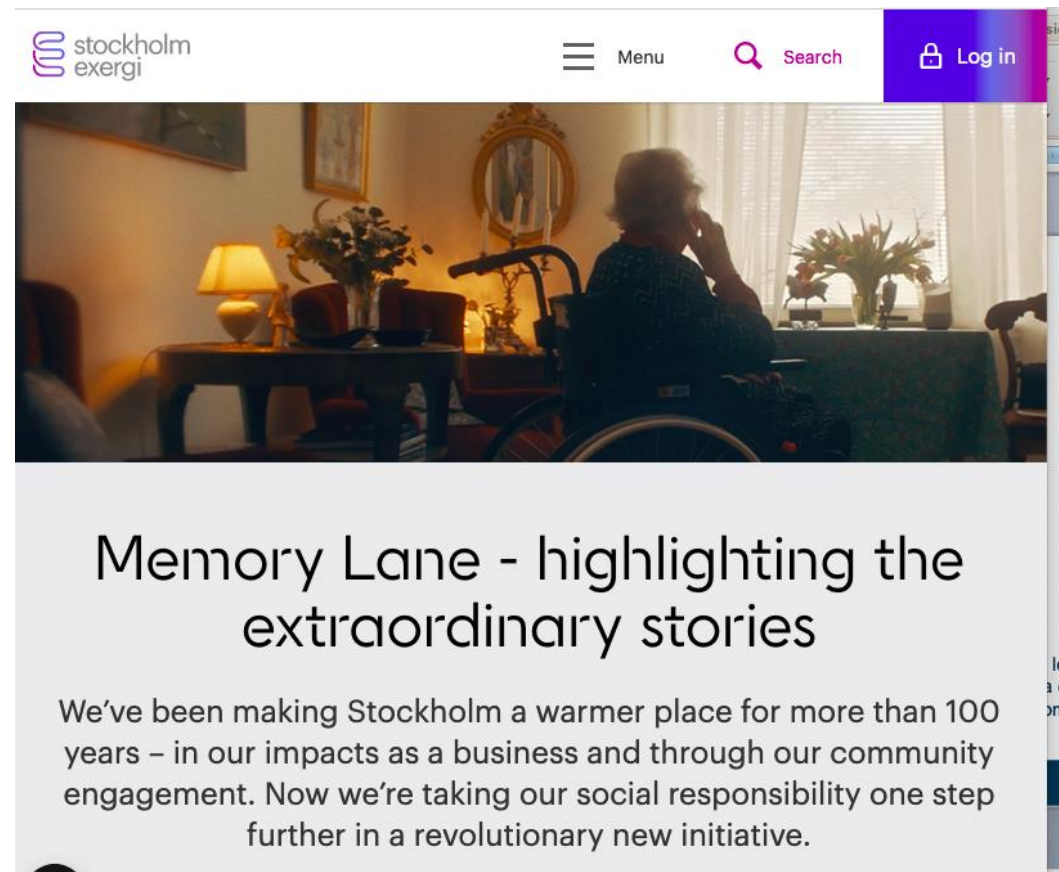 stockholm
exergi
Menu
Search
Log in
Memory Lane - highlighting the
extraordinary stories
We’ve been making Stockholm a warmer place for more than 100
years – in our impacts as a business and through our community
engagement. Now we’re taking our social responsibility one step
further in a revolutionary new initiative.